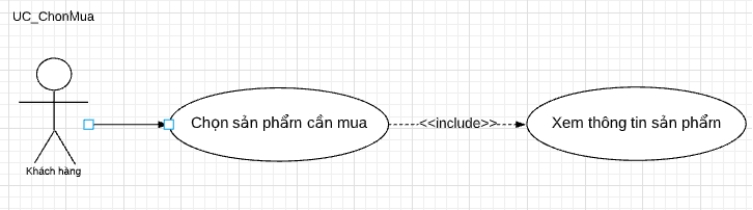 UC_ChonMua
Chọn sản phẩm cần mua
<<include>>
Xem thông tin sản phẩm
Khách hàng